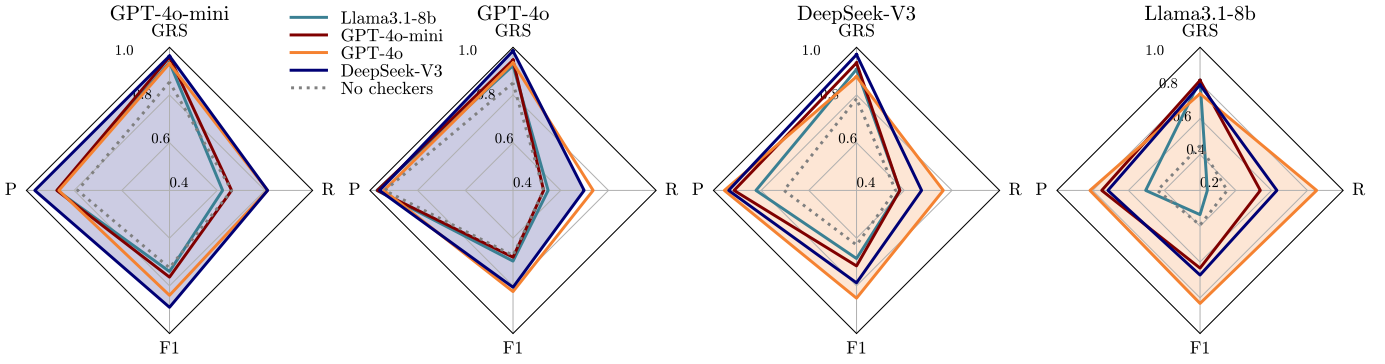 GPT-4o-mini
GRS
1.0
0.8
0.6
0.4
P
R
F1
Llama3.1-8b
GPT-4o-mini
GPT-4o
DeepSeek-V3
No checkers
GPT-4o
GRS
1.0
0.8
0.6
0.4
P
R
F1
DeepSeek-V3
GRS
1.0
0.8
0.6
0.4
P
R
F1
Llama3.1-8b
GRS
1.0
0.8
0.6
0.4
0.2
P
R
F1